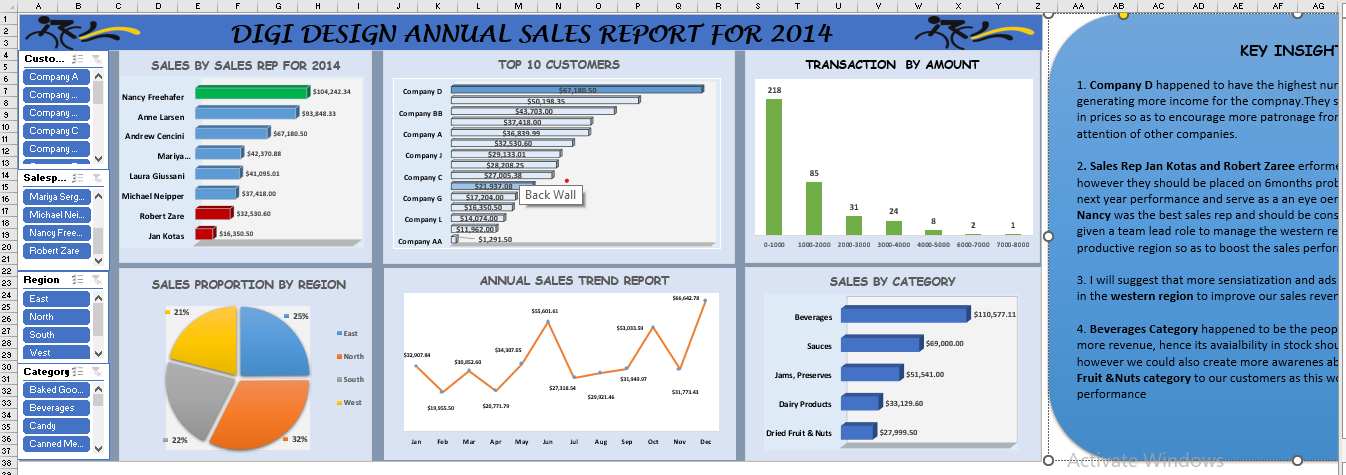 A B C D E F G H I J K L M N O P Q R S T U V W X Y Z AA AB AC AD AE AF AG
DIGI DESIGN ANNUAL SALES REPORT FOR 2014
Custo...
Company A
Company ...
Company ...
Company C
Company ...
Salesp...
Mariya Serg...
Michael Nei...
Nancy Free...
Robert Zare
Region
East
North
South
West
Category
Baked Goo...
Beverages
Candy
Canned Me...
SALES BY SALES REP FOR 2014
Nancy Freehafer $104,242.34
Anne Larsen $93,848.33
Andrew Cencini $67,180.50
Mariya... $42,370.88
Laura Giussani $41,095.01
Michael Neipper $37,418.00
Robert Zare $32,530.60
Jan Kotas $16,350.50
TOP 10 CUSTOMERS
Company D $67,180.50
$50,198.35
Company BB $43,703.00
$37,418.00
Company A $36,839.99
$32,530.60
Company J $29,133.01
$28,208.25
Company C $27,005.38
$21,937.08
Back Wall
Company G $17,204.00
$16,350.50
Company L $14,074.00
$11,962.00
Company AA $1,291.50
TRANSACTION BY AMOUNT
218
85
31
24
8
2
1
0-1000 1000-2000 2000-3000 3000-4000 4000-5000 6000-7000 7000-8000
SALES PROPORTION BY REGION
21%
25%
22%
32%
East
North
South
West
ANNUAL SALES TREND REPORT
$32,907.84
$19,955.50
$30,852.60
$20,771.79
$34,307.05
$55,601.61
$27,318.54
$29,921.46
$31,949.97
$53,033.59
$31,773.43
$66,642.78
Jan Feb Mar Apr May Jun Jul Aug Sep Oct Nov Dec
SALES BY CATEGORY
Beverages $110,577.11
Sauces $69,000.00
Jams, Preserves $51,541.00
Dairy Products $33,129.60
Dried Fruit & Nuts $27,999.50
KEY INSIGHT
1. Company D happened to have the highest nur
generating more income for the compnay.They s
in prices so as to encourage more patronage fror
attention of other companies.
2. Sales Rep Jan Kotas and Robert Zaree erforme
however they should be placed on 6months prob
next year performance and serve as a an eye oer
Nancy was the best sales rep and should be cons
given a team lead role to manage the western re
productive region so as to boost the sales perfor
3. I will suggest that more sensiatization and ads
in the western region to improve our sales rever
4. Beverages Category happened to be the peop
more revenue, hence its avaialbility in stock shou
however we could also create more awarenes ab
Fruit &Nuts category to our customers as this wo
performance
Activate Windows